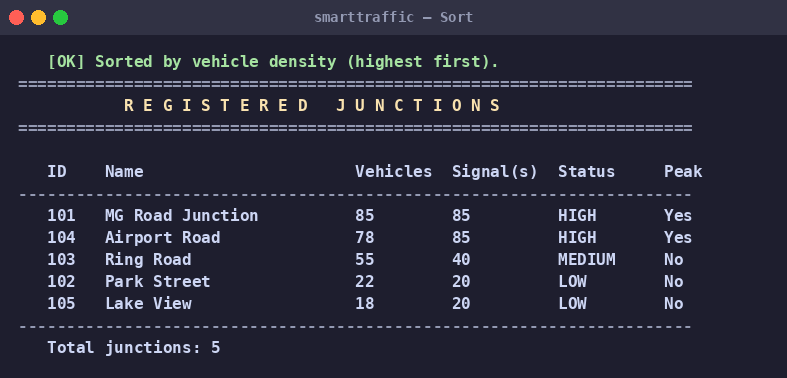 smarttraffic — Sort
[OK] Sorted by vehicle density (highest first).
======================================================================
R E G I S T E R E D   J U N C T I O N S
======================================================================
ID   Name                      Vehicles  Signal(s)  Status     Peak
----------------------------------------------------------------------
101   MG Road Junction          85        85         HIGH       Yes
104   Airport Road              78        85         HIGH       Yes
103   Ring Road                 55        40         MEDIUM     No
102   Park Street               22        20         LOW        No
105   Lake View                 18        20         LOW        No
----------------------------------------------------------------------
Total junctions: 5